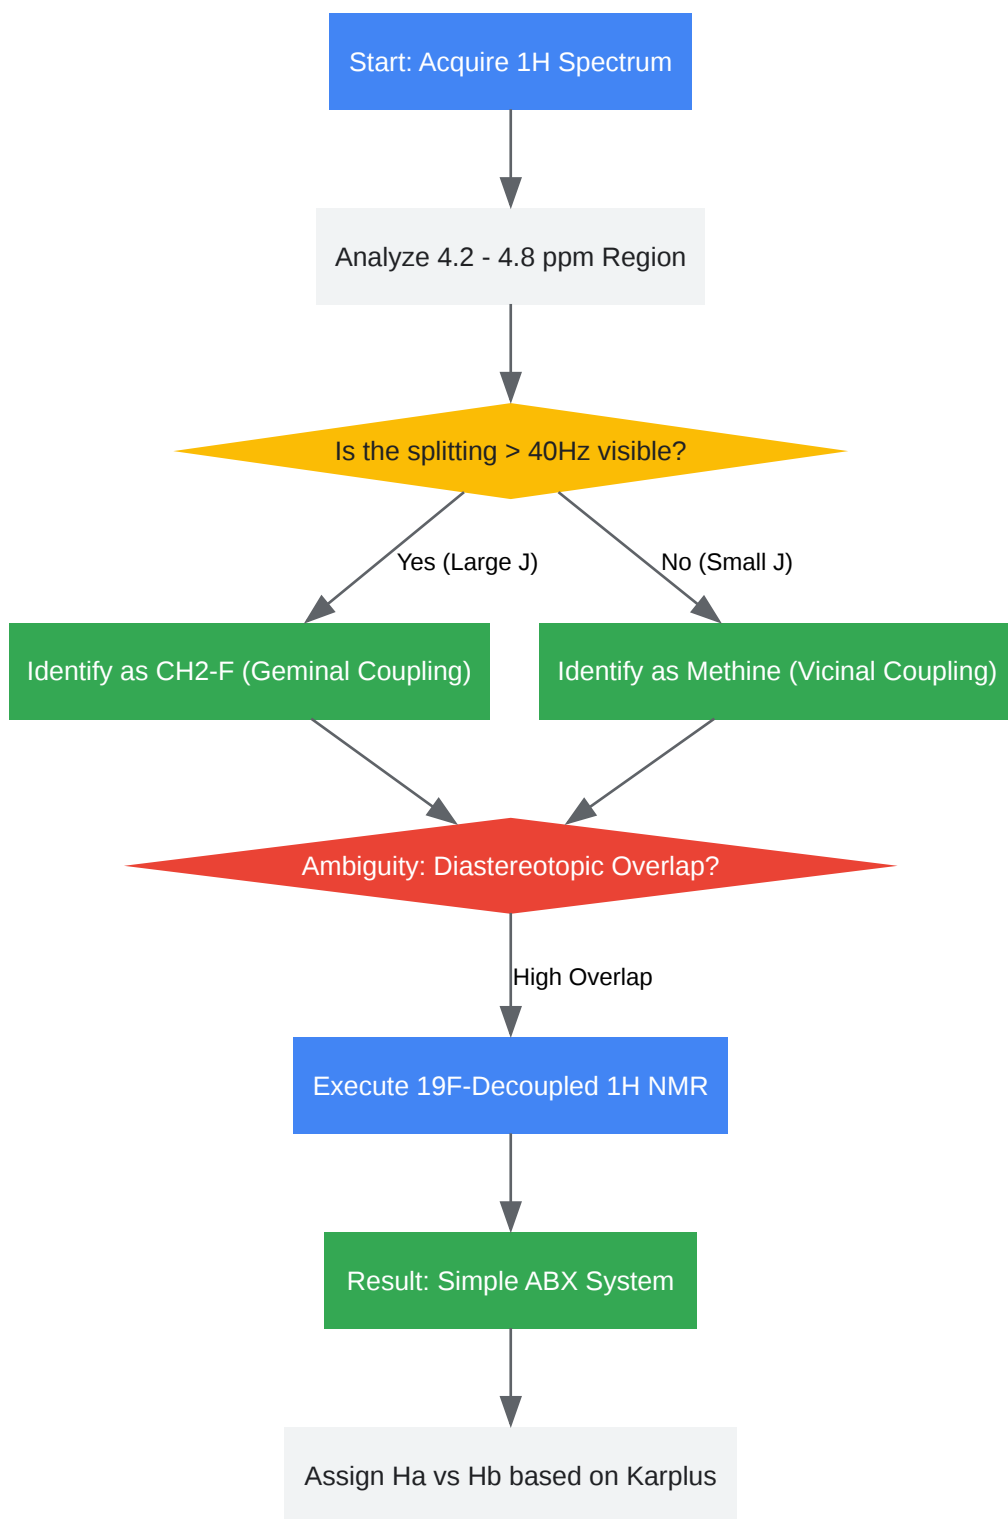 Start: Acquire 1H Spectrum
Analyze 4.2 - 4.8 ppm Region
Is the splitting > 40Hz visible?
Yes (Large J)
No (Small J)
Identify as CH2-F (Geminal Coupling)
Identify as Methine (Vicinal Coupling)
Ambiguity: Diastereotopic Overlap?
High Overlap
Execute 19F-Decoupled 1H NMR
Result: Simple ABX System
Assign Ha vs Hb based on Karplus